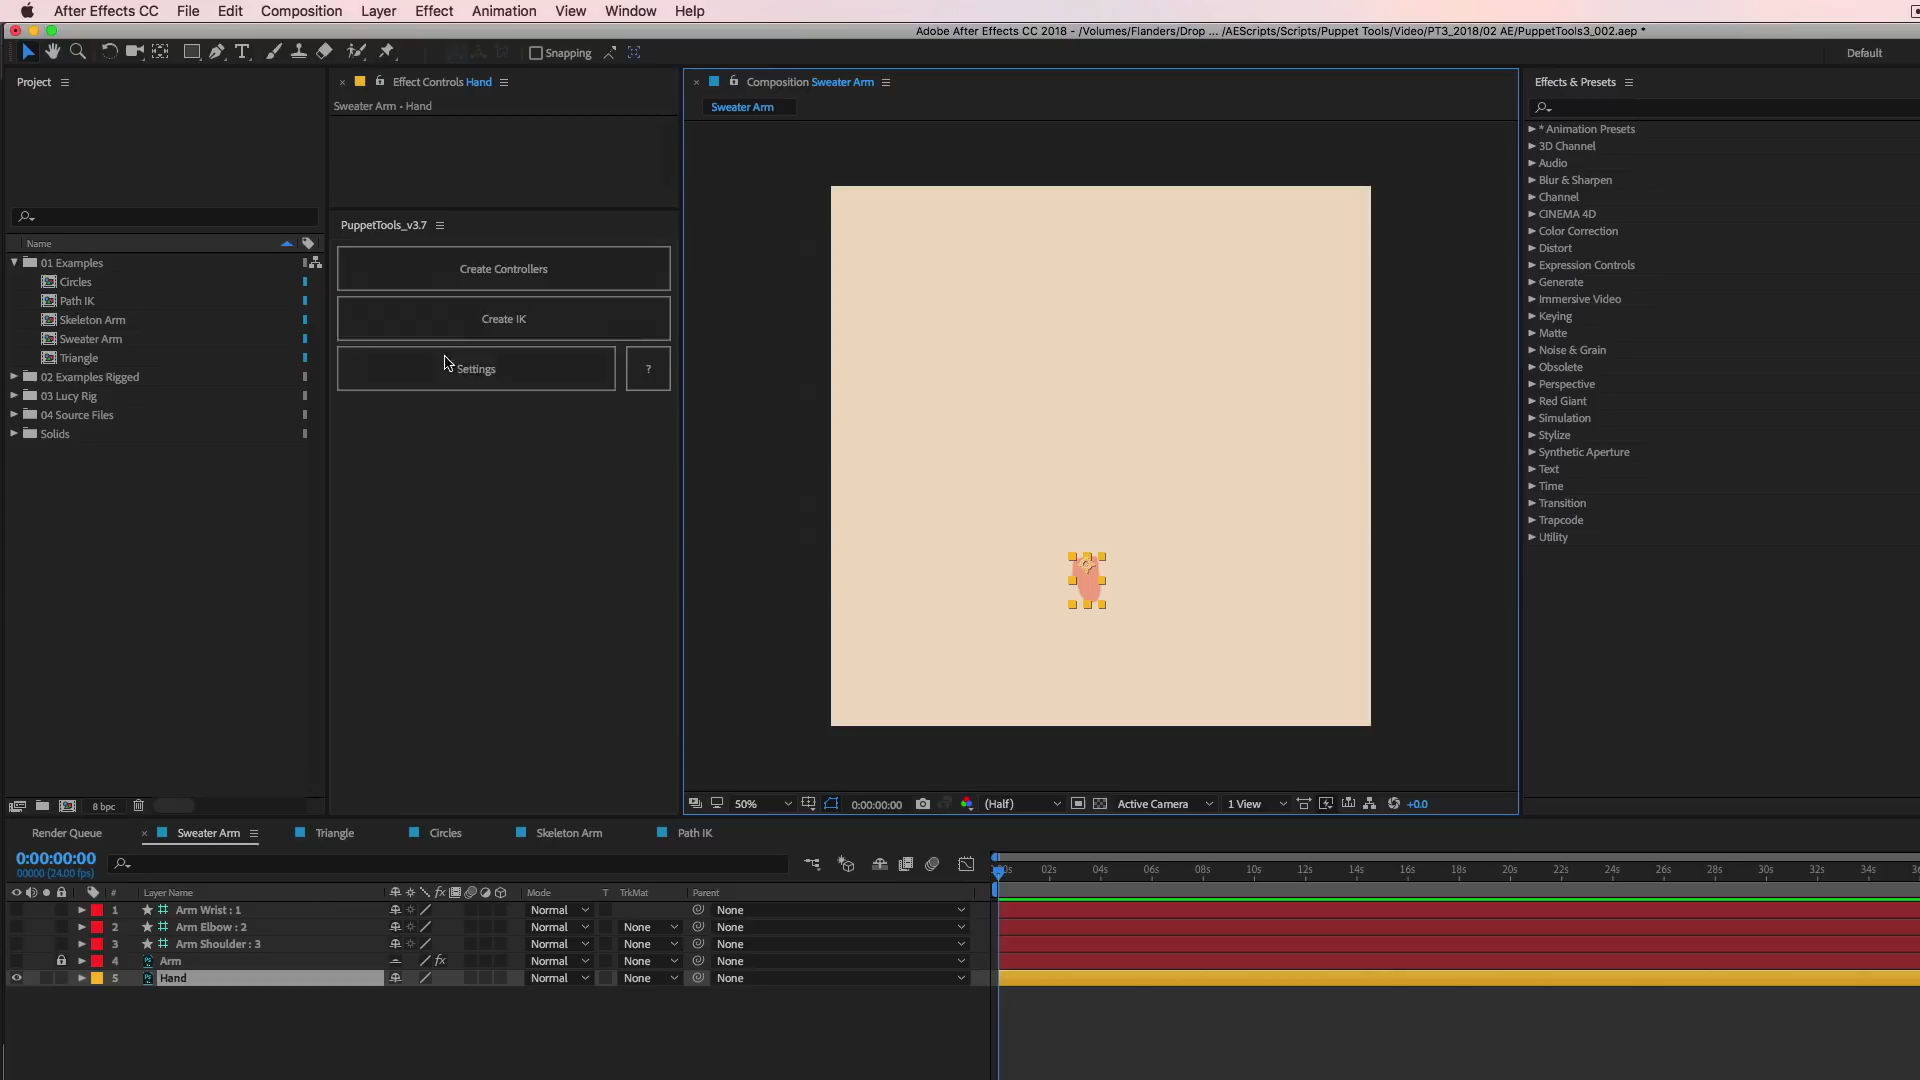 After Effects CC File Edit Composition Layer Effect Animation View Window Help
Adobe After Effects CC 2018 - /Volumes/Flanders/Drop ... /AEScripts/Scripts/Puppet Tools/Video/PT3_2018/02 AE/PuppetTools3_002.aep *
Snapping
Default
Project
Effect Controls Hand
Composition Sweater Arm
Effects & Presets
Sweater Arm • Hand
Sweater Arm
* Animation Presets
3D Channel
Audio
Blur & Sharpen
Channel
CINEMA 4D
Color Correction
Distort
Expression Controls
Generate
Immersive Video
Keying
Matte
Noise & Grain
Obsolete
Perspective
Red Giant
Simulation
Stylize
Synthetic Aperture
Text
Time
Transition
Trapcode
Utility
PuppetTools_v3.7
Create Controllers
Create IK
Settings
?
Name
01 Examples
Circles
Path IK
Skeleton Arm
Sweater Arm
Triangle
02 Examples Rigged
03 Lucy Rig
04 Source Files
Solids
8 bpc
50% 0:00:00:00 (Half) Active Camera 1 View +0.0
Render Queue Sweater Arm Triangle Circles Skeleton Arm Path IK
0:00:00:00
00000 (24.00 fps)
02s 04s 06s 08s 10s 12s 14s 16s 18s 20s 22s 24s 26s 28s 30s 32s 34s
# Layer Name fx Mode T TrkMat Parent
1 Arm Wrist : 1 Normal None
2 Arm Elbow : 2 Normal None None
3 Arm Shoulder : 3 Normal None None
4 Arm fx Normal None None
5 Hand Normal None None